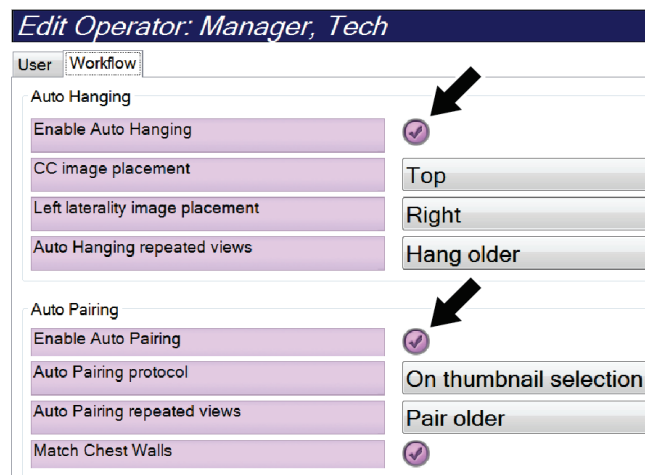 Edit Operator: Manager, Tech
User Workflow
Auto Hanging
Enable Auto Hanging
CC image placement Top
Left laterality image placement Right
Auto Hanging repeated views Hang older
Auto Pairing
Enable Auto Pairing
Auto Pairing protocol On thumbnail selection
Auto Pairing repeated views Pair older
Match Chest Walls